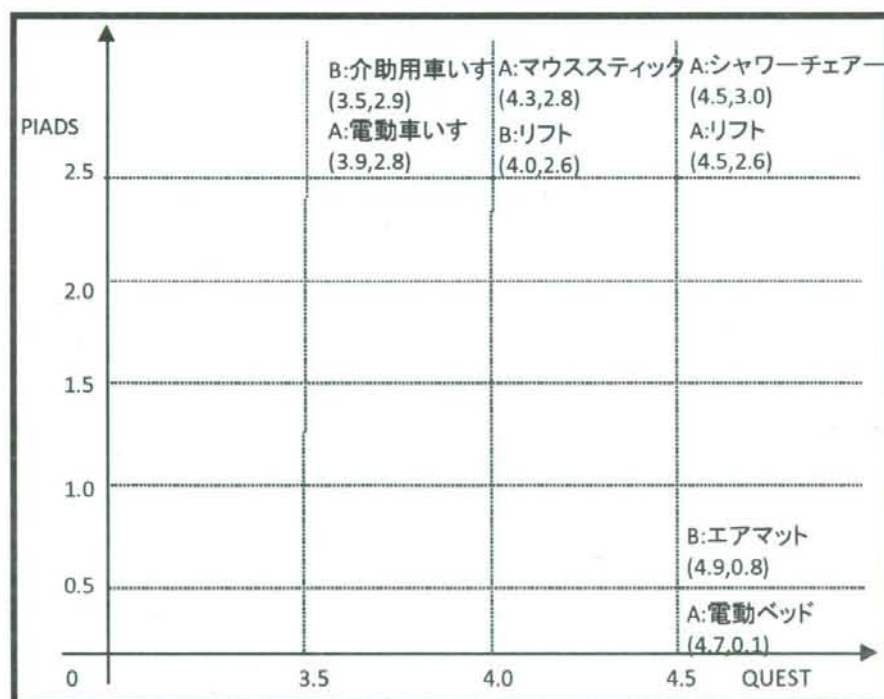 B:介助用車いす
(3.5,2.9)
A:電動車いす
(3.9,2.8)
A:マウススティック
(4.3,2.8)
B:リフト
(4.0,2.6)
A:シャワーチェアー
(4.5,3.0)
A:リフト
(4.5,2.6)
PIADS
2.5
2.0
1.5
1.0
0.5
B:エアマット
(4.9,0.8)
A:電動ベッド
(4.7,0.1)
0
3.5
4.0
4.5
QUEST